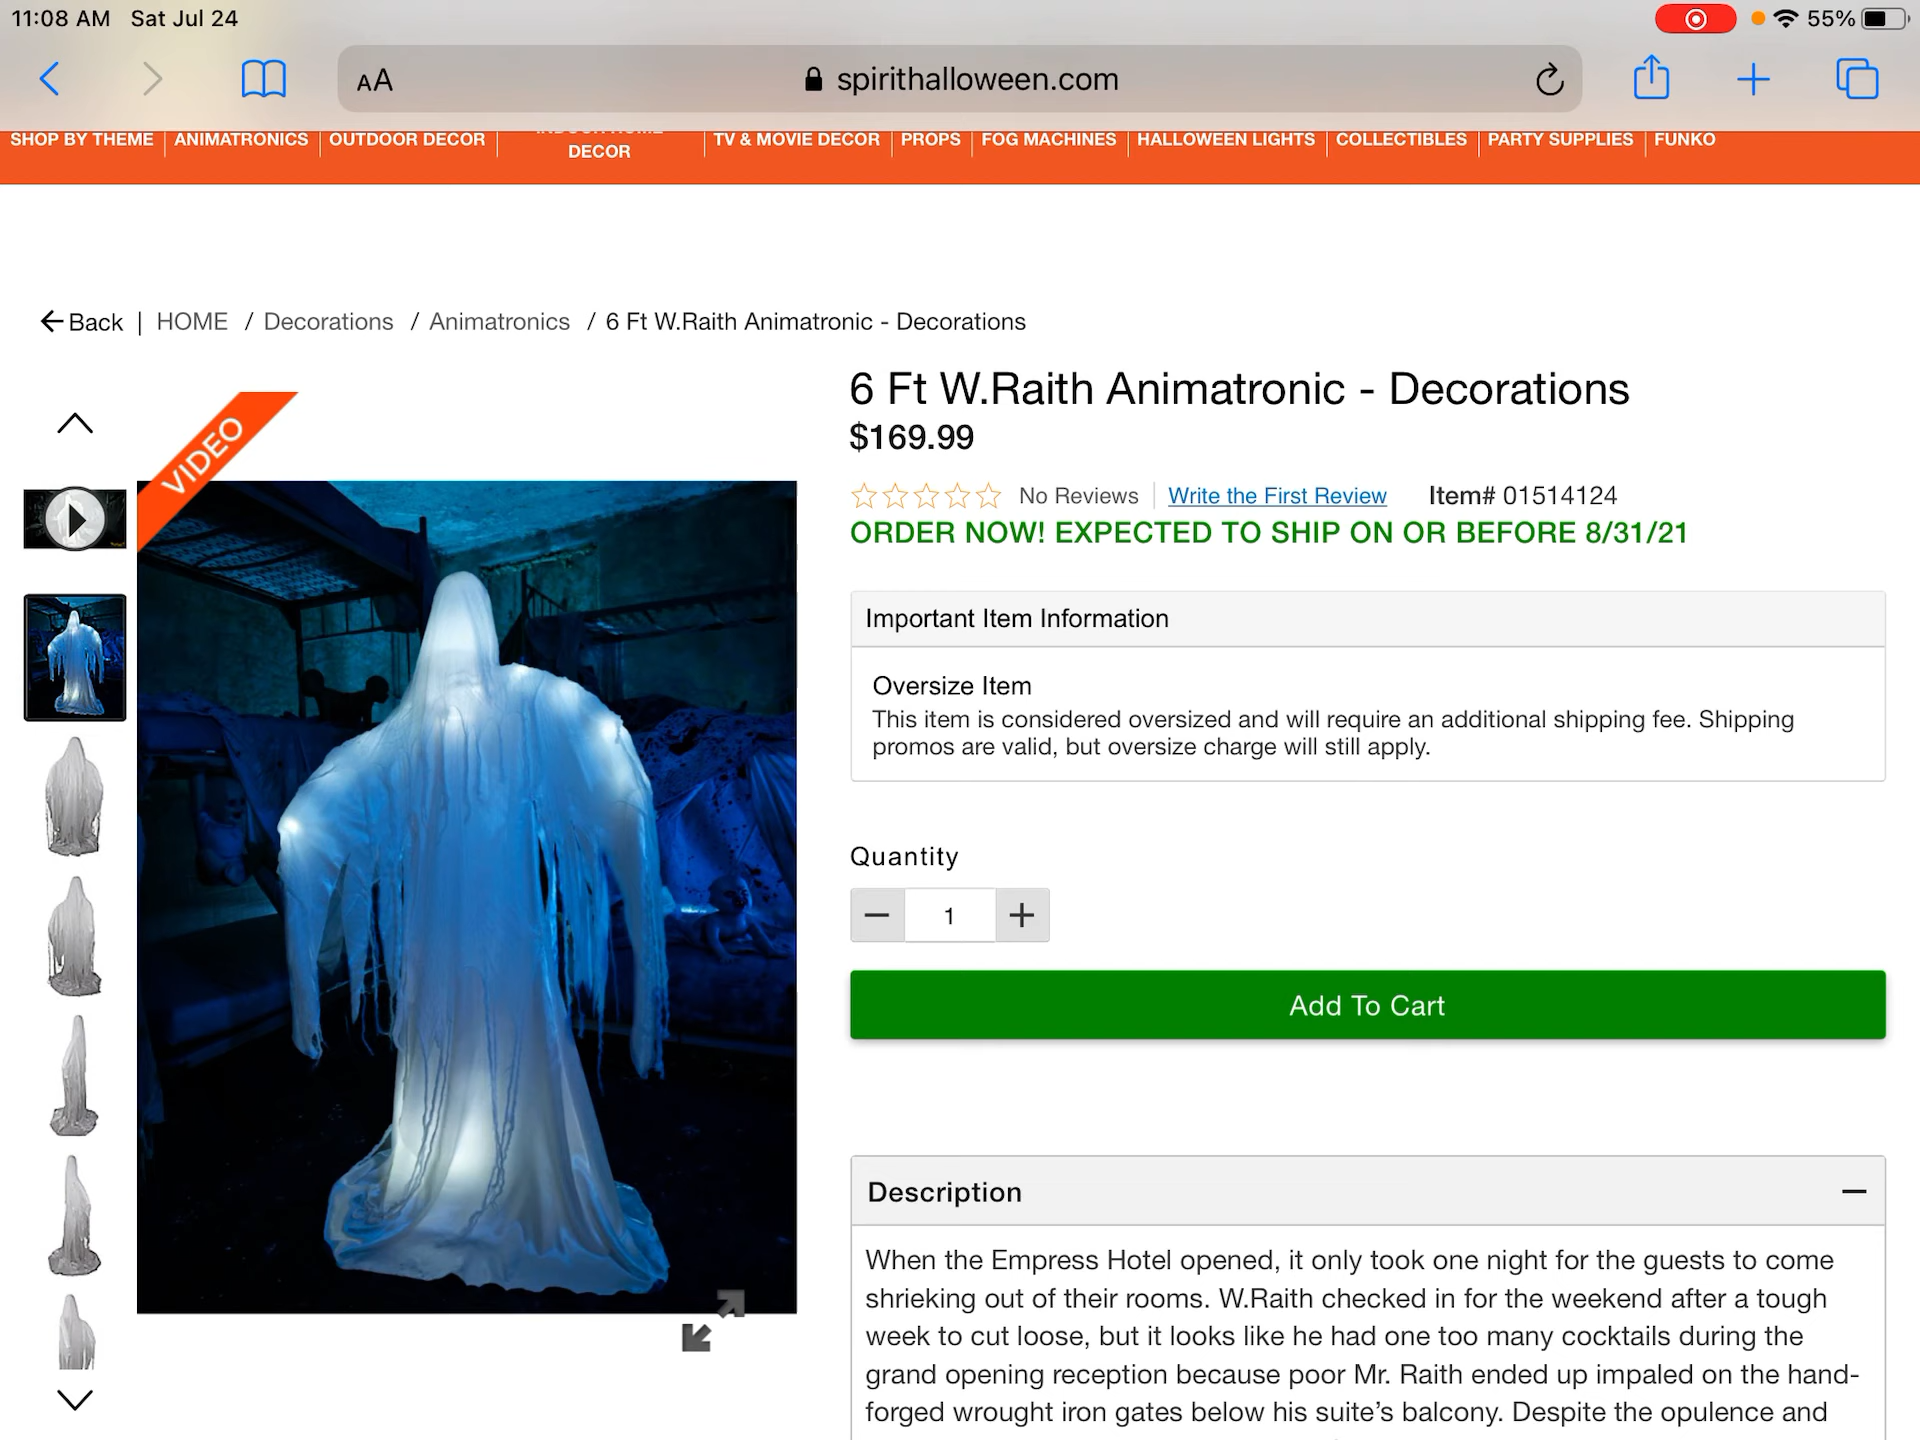 11:08 AM Sat Jul 24
55%
AA
spirithalloween.com
SHOP BY THEME
ANIMATRONICS
OUTDOOR DECOR
INDOOR HOME
DECOR
TV & MOVIE DECOR
PROPS
FOG MACHINES
HALLOWEEN LIGHTS
COLLECTIBLES
PARTY SUPPLIES
FUNKO
Back | HOME / Decorations / Animatronics / 6 Ft W.Raith Animatronic - Decorations
VIDEO
6 Ft W.Raith Animatronic - Decorations
$169.99
No Reviews
Write the First Review
Item# 01514124
ORDER NOW! EXPECTED TO SHIP ON OR BEFORE 8/31/21
Important Item Information
Oversize Item
This item is considered oversized and will require an additional shipping fee. Shipping
promos are valid, but oversize charge will still apply.
Quantity
1
Add To Cart
Description
When the Empress Hotel opened, it only took one night for the guests to come
shrieking out of their rooms. W.Raith checked in for the weekend after a tough
week to cut loose, but it looks like he had one too many cocktails during the
grand opening reception because poor Mr. Raith ended up impaled on the hand-
forged wrought iron gates below his suite's balcony. Despite the opulence and